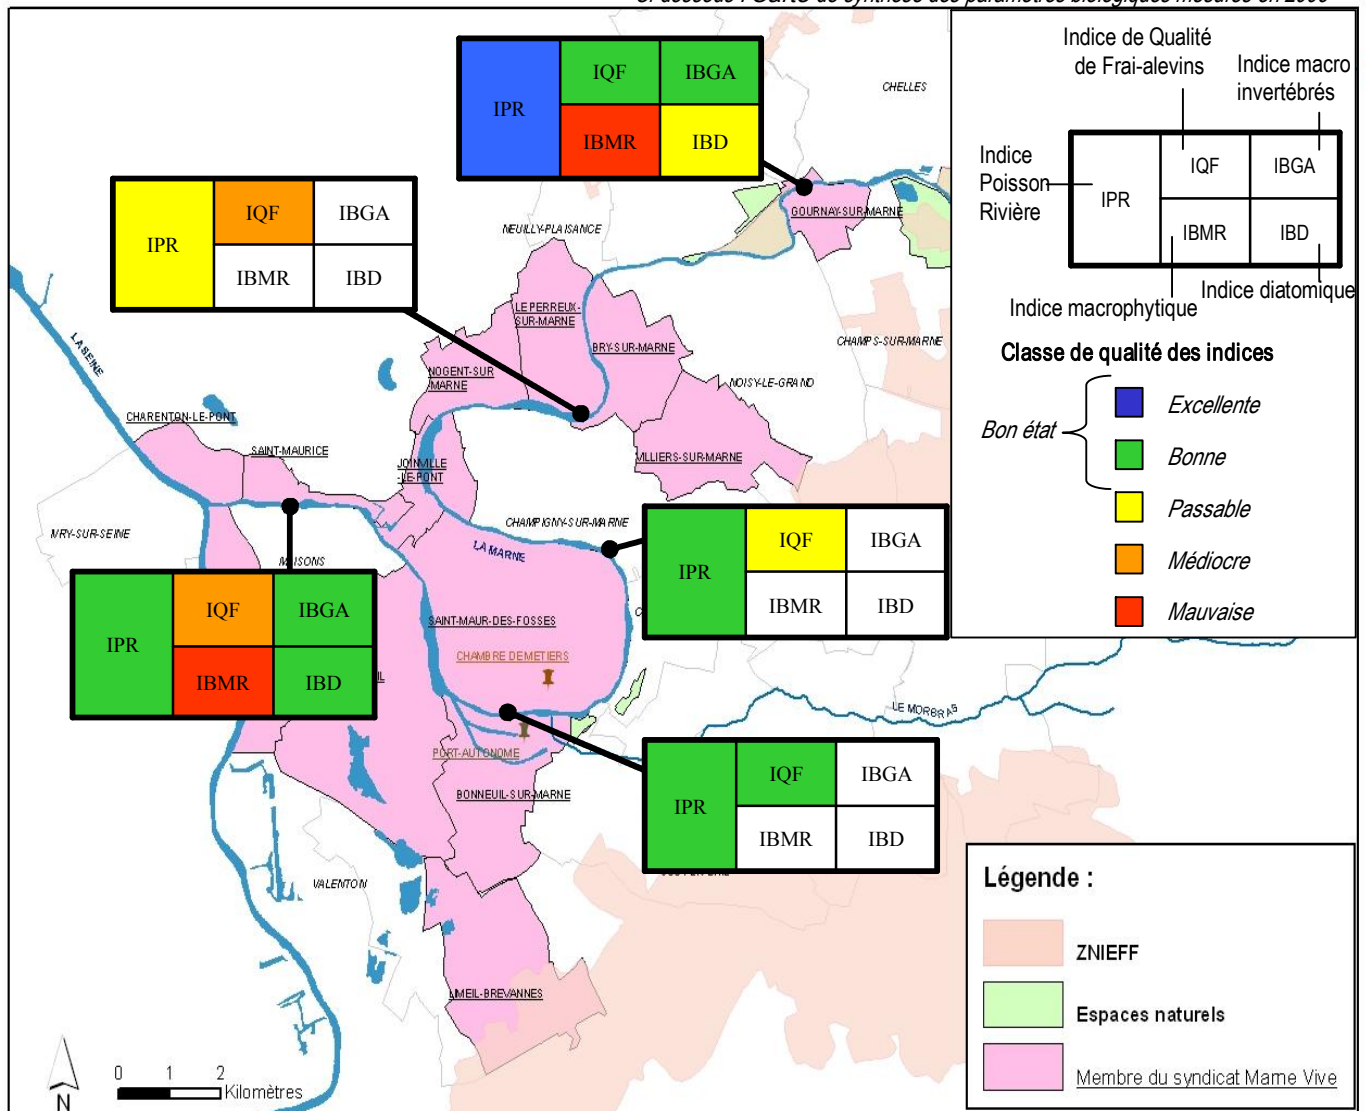 Indice de Qualité
de Frai-alevins
Indice macro
invertébrés
Indice
Poisson
Rivière
IPR
IQF
IBGA
IBMR
IBD
Indice macrophytique
Indice diatomique
Classe de qualité des indices
Bon état
Excellente
Bonne
Passable
Médiocre
Mauvaise
IPR
IQF
IBGA
IBMR
IBD
CHELLES
GOURNAY-SUR-MARNE
IPR
IQF
IBGA
IBMR
IBD
NEUILLY-PLAISANCE
LE PERREUX-
SUR-MARNE
BRY-SUR-MARNE
CHAMPS-SUR-MARNE
NOGENT-SUR
MARNE
NOISY-LE-GRAND
LA SEINE
CHARENTON-LE-PONT
SAINT-MAURICE
JOINVILLE
-LE-PONT
VILLIERS-SUR-MARNE
IVRY-SUR-SEINE
CHAMPIGNY-SUR-MARNE
LA MARNE
IPR
IQF
IBGA
IBMR
IBD
IPR
IQF
IBGA
IBMR
IBD
SAINT-MAUR-DES-FOSSES
CHAMBRE DE METIERS
LE MORBRAS
PORT-AUTONOME
BONNEUIL-SUR-MARNE
IPR
IQF
IBGA
IBMR
IBD
VALENTON
LIMEIL-BREVANNES
Légende :
ZNIEFF
Espaces naturels
Membre du syndicat Marne Vive
0 1 2
Kilomètres
N